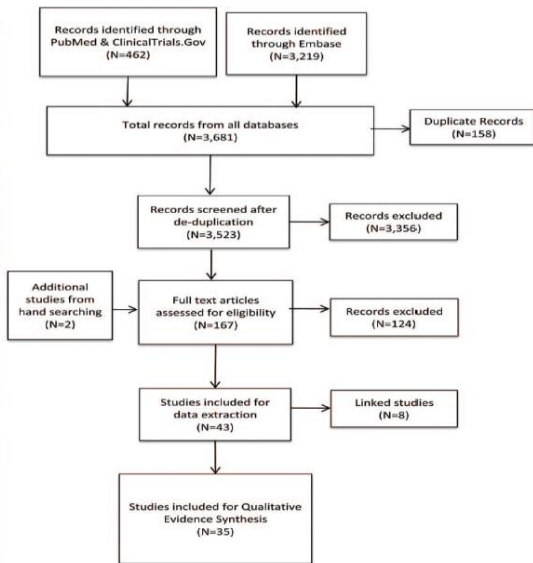 Records identified through
PubMed & ClinicalTrials.Gov
(N=462)
Records identified
through Embase
(N=3,219)
Total records from all databases
(N=3,681)
Duplicate Records
(N=158)
Records screened after
de-duplication
(N=3,523)
Records excluded
(N=3,356)
Additional
studies from
hand searching
(N=2)
Full text articles
assessed for eligibility
(N=167)
Records excluded
(N=124)
Studies included for
data extraction
(N=43)
Linked studies
(N=8)
Studies included for Qualitative
Evidence Synthesis
(N=35)